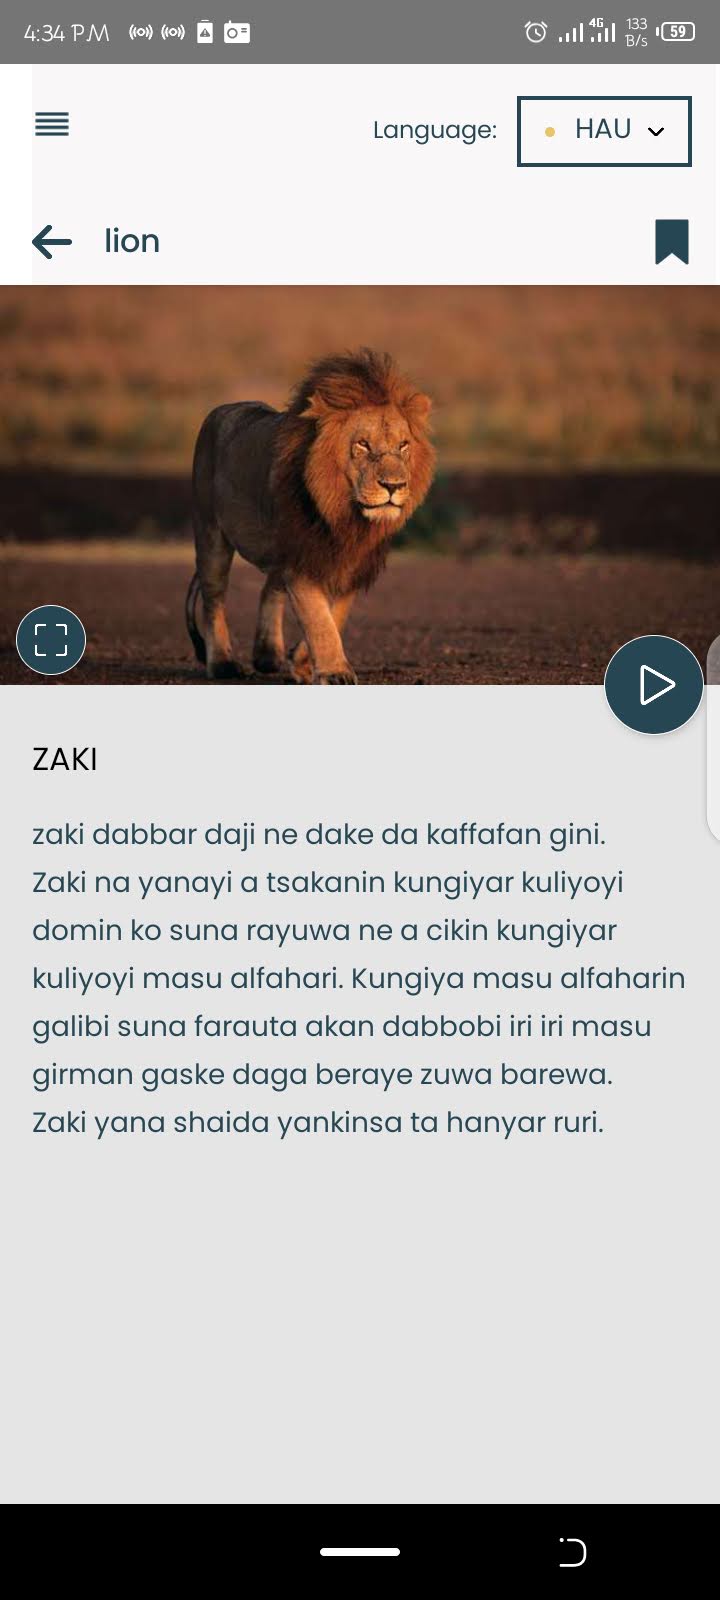 4:34 PM 4G 133 B/s 59
Language: HAU
lion
ZAKI
zaki dabbar daji ne dake da kaffafan gini.
Zaki na yanayi a tsakanin kungiyar kuliyoyi
domin ko suna rayuwa ne a cikin kungiyar
kuliyoyi masu alfahari. Kungiya masu alfaharin
galibi suna farauta akan dabbobi iri iri masu
girman gaske daga beraye zuwa barewa.
Zaki yana shaida yankinsa ta hanyar ruri.